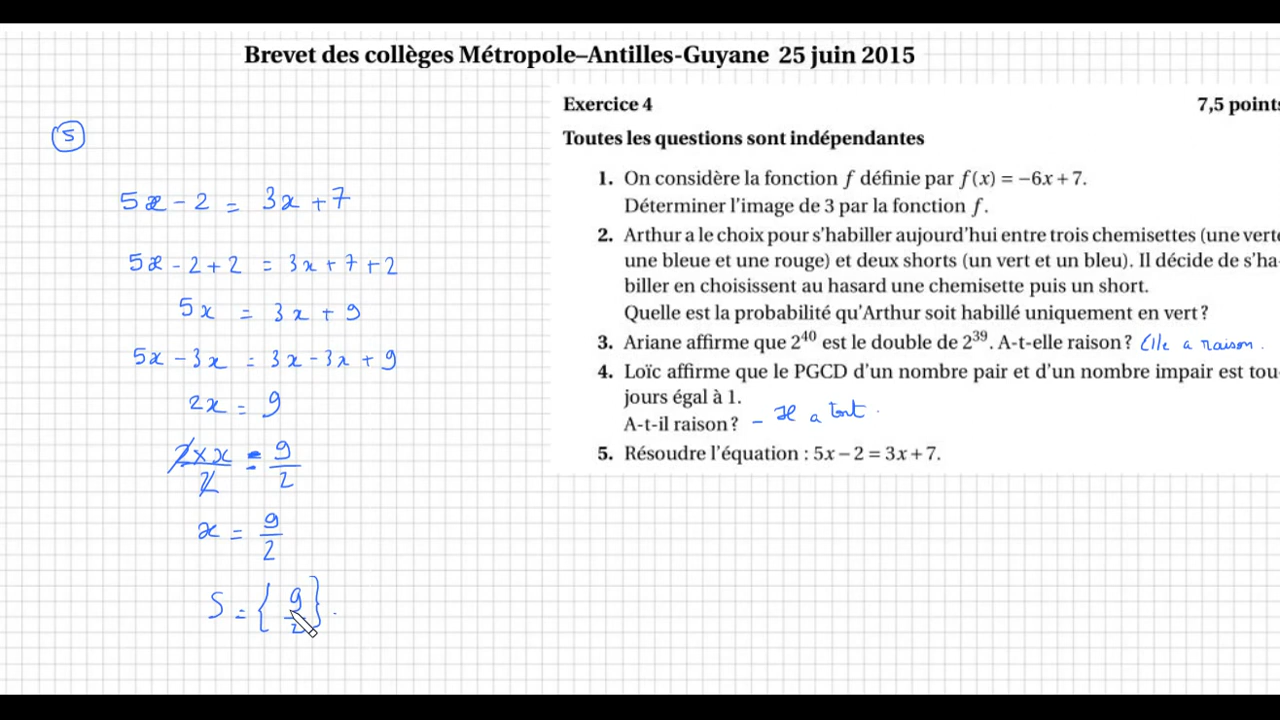 Brevet des collèges Métropole–Antilles-Guyane 25 juin 2015
5
5x - 2 = 3x + 7
5x - 2 + 2 = 3x + 7 + 2
5x = 3x + 9
5x - 3x = 3x - 3x + 9
2x = 9
2 × x / 2 = 9/2
x = 9/2
S = { 9/2 } .
Exercice 4 7,5 points
Toutes les questions sont indépendantes
1. On considère la fonction f définie par f(x) = −6x + 7.
Déterminer l'image de 3 par la fonction f.
2. Arthur a le choix pour s'habiller aujourd'hui entre trois chemisettes (une verte
une bleue et une rouge) et deux shorts (un vert et un bleu). Il décide de s'ha-
biller en choisissent au hasard une chemisette puis un short.
Quelle est la probabilité qu'Arthur soit habillé uniquement en vert ?
3. Ariane affirme que 2⁴⁰ est le double de 2³⁹. A-t-elle raison ? Elle a raison .
4. Loïc affirme que le PGCD d'un nombre pair et d'un nombre impair est tou-
jours égal à 1.
A-t-il raison ? - Il a tort .
5. Résoudre l'équation : 5x − 2 = 3x + 7.